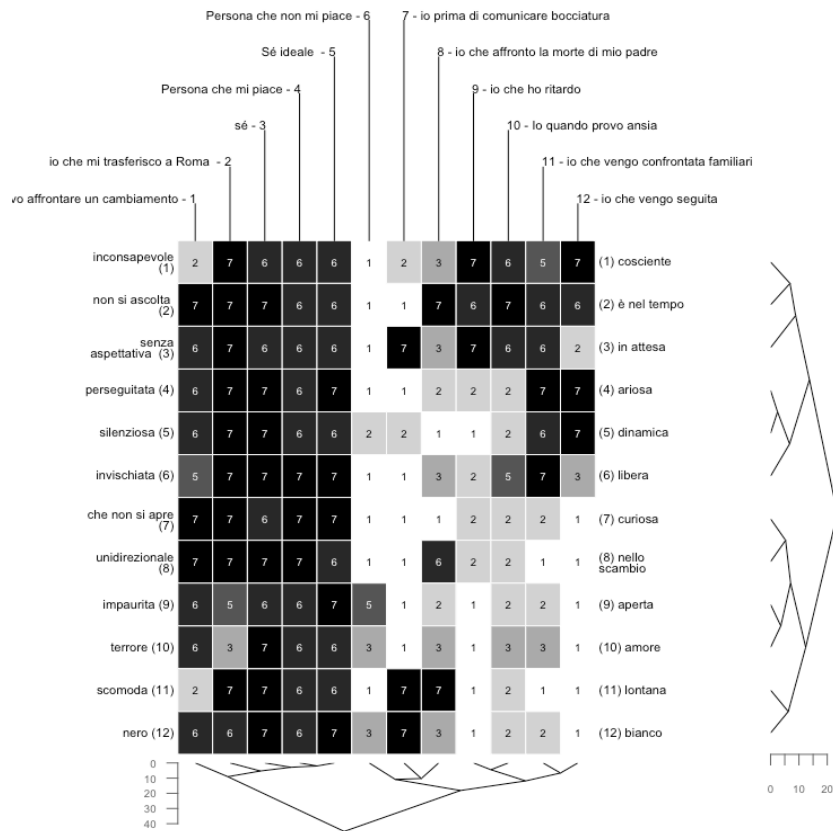 Persona che non mi piace - 6
7 - io prima di comunicare bocciatura
Sé ideale - 5
8 - io che affronto la morte di mio padre
Persona che mi piace - 4
9 - io che ho ritardo
sé - 3
10 - Io quando provo ansia
io che mi trasferisco a Roma - 2
11 - io che vengo confrontata familiari
vo affrontare un cambiamento - 1
12 - io che vengo seguita
inconsapevole
(1)
2 7 6 6 6 1 2 3 7 6 5 7
(1) cosciente
non si ascolta
(2)
7 7 7 6 6 1 1 7 6 7 6 6
(2) è nel tempo
senza
aspettativa (3)
6 7 6 6 6 1 7 3 7 6 6 2
(3) in attesa
perseguitata (4)
6 7 7 6 7 1 1 2 2 2 7 7
(4) ariosa
silenziosa (5)
6 7 7 6 6 2 2 1 1 2 6 7
(5) dinamica
invischiata (6)
5 7 7 7 7 1 1 3 2 5 7 3
(6) libera
che non si apre
(7)
7 7 6 7 7 1 1 1 2 2 2 1
(7) curiosa
unidirezionale
(8)
7 7 7 7 6 1 1 6 2 2 1 1
(8) nello
scambio
impaurita (9)
6 5 6 6 7 5 1 2 1 2 2 1
(9) aperta
terrore (10)
6 3 7 6 6 3 1 3 1 3 3 1
(10) amore
scomoda (11)
2 7 7 6 6 1 7 7 1 2 1 1
(11) lontana
nero (12)
6 6 7 6 7 3 7 3 1 2 2 1
(12) bianco
0
10
20
30
40
0 10 20